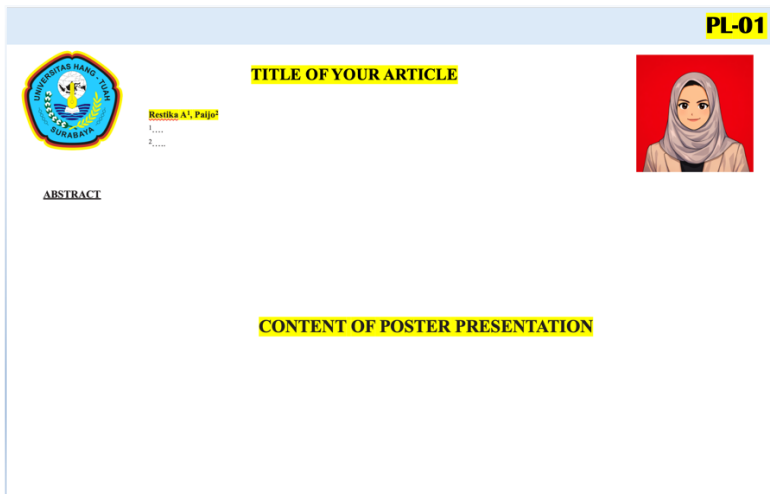 PL-01
UNIVERSITAS HANG - TUAH
SURABAYA
TITLE OF YOUR ARTICLE
Restika A¹, Paijo²
¹....
².....
ABSTRACT
CONTENT OF POSTER PRESENTATION